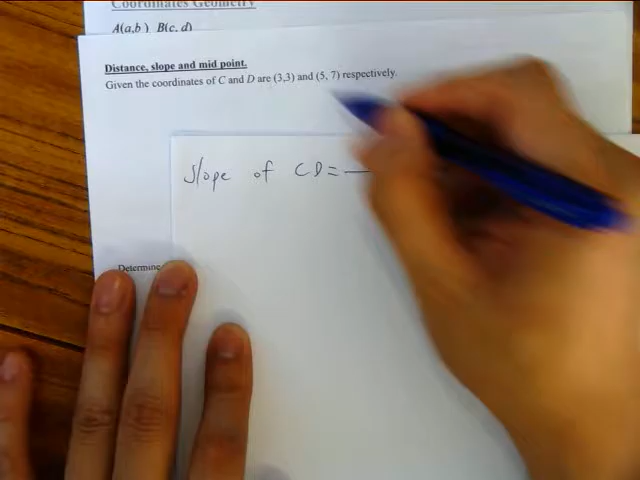 Coordinates Geometry
A(a,b) B(c,d)
Distance, slope and mid point.
Given the coordinates of C and D are (3,3) and (5, 7) respectively.
Slope of CD =
Determine